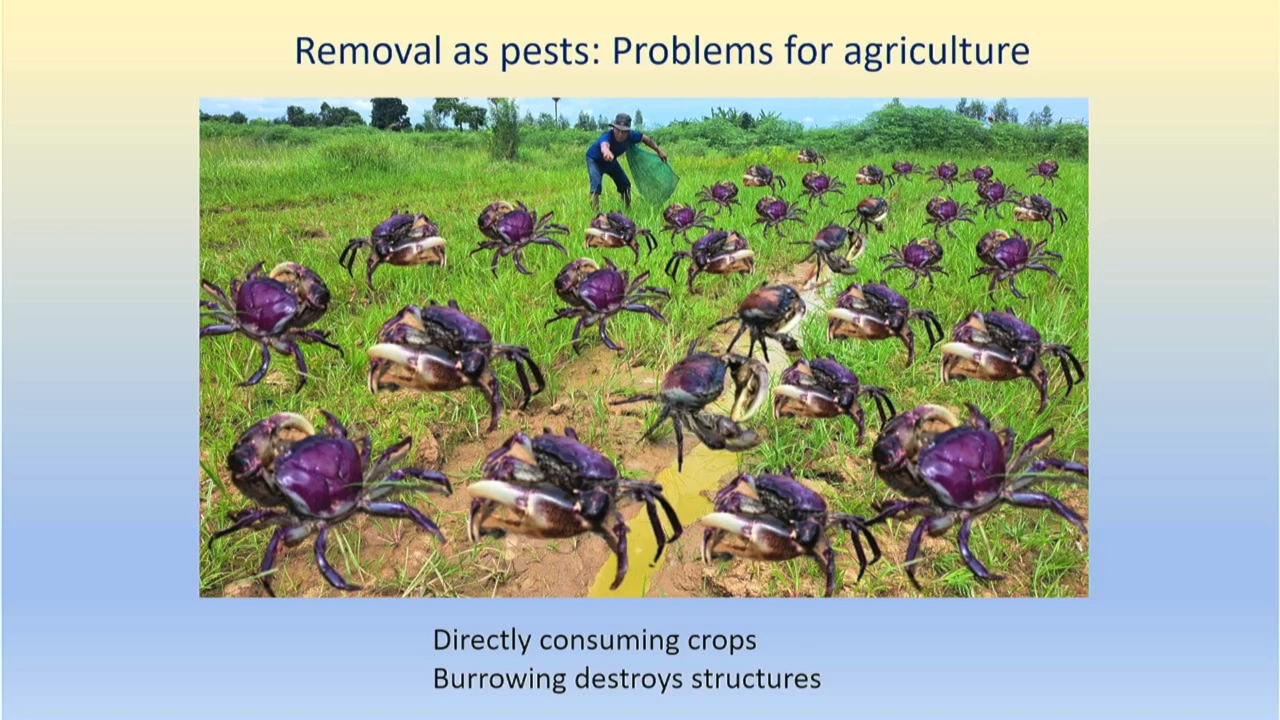 Removal as pests: Problems for agriculture
Directly consuming crops
Burrowing destroys structures